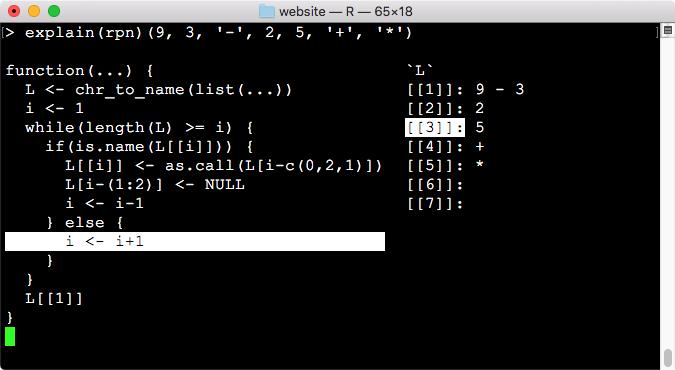 website — R — 65×18
> explain(rpn)(9, 3, '-', 2, 5, '+', '*')
function(...) {
  L <- chr_to_name(list(...))
  i <- 1
  while(length(L) >= i) {
    if(is.name(L[[i]])) {
      L[[i]] <- as.call(L[i-c(0,2,1)])
      L[i-(1:2)] <- NULL
      i <- i-1
    } else {
      i <- i+1
    }
  }
  L[[1]]
}
`L`
[[1]]: 9 - 3
[[2]]: 2
[[3]]: 5
[[4]]: +
[[5]]: *
[[6]]:
[[7]]: